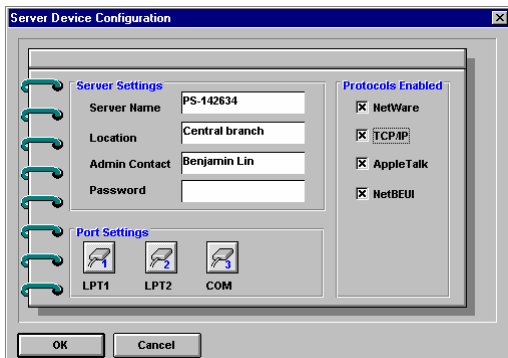 Server Device Configuration
Server Settings
Server Name PS-142634
Location Central branch
Admin Contact Benjamin Lin
Password
Protocols Enabled
NetWare
TCP/IP
AppleTalk
NetBEUI
Port Settings
1 2 3
LPT1 LPT2 COM
OK Cancel